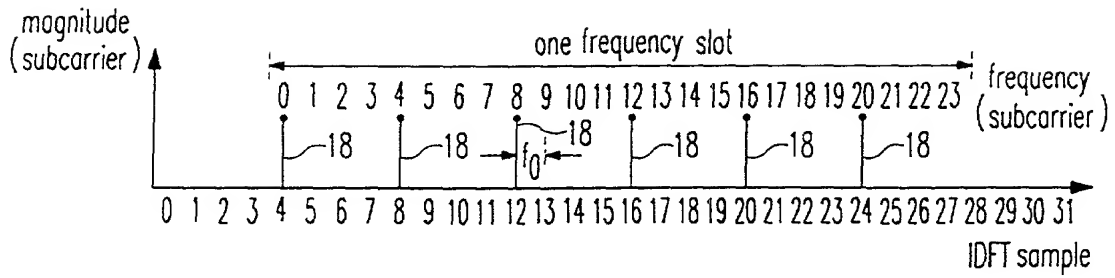 magnitude
(subcarrier)
one frequency slot
frequency
(subcarrier)
0 1 2 3 4 5 6 7 8 9 10 11 12 13 14 15 16 17 18 19 20 21 22 23
18 18 18 18 18 18
f0
0 1 2 3 4 5 6 7 8 9 10 11 12 13 14 15 16 17 18 19 20 21 22 23 24 25 26 27 28 29 30 31
IDFT sample